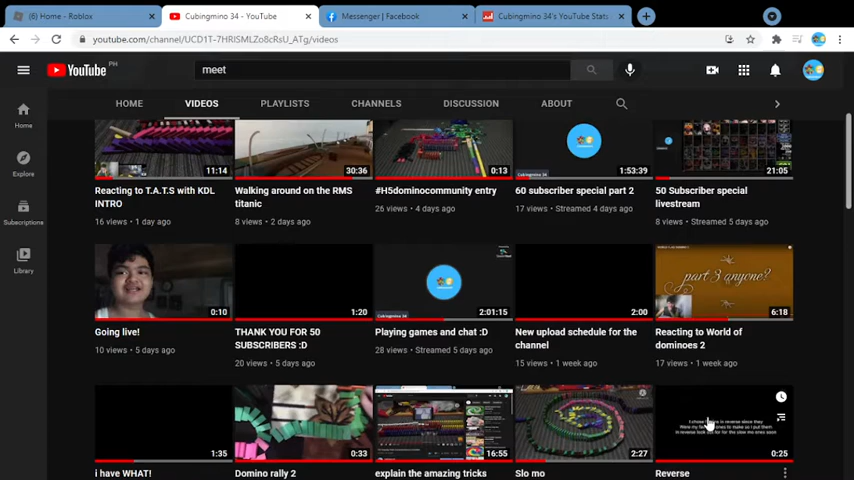 (6) Home - Roblox
Cubingmino 34 - YouTube
Messenger | Facebook
Cubingmino 34's YouTube Stats
youtube.com/channel/UCD1T-7HRISMLZo8cRsU_ATg/videos
YouTube PH
meet
HOME VIDEOS PLAYLISTS CHANNELS DISCUSSION ABOUT
Home
Explore
Subscriptions
Library
11:14
30:36
0:13
1:53:39
21:05
Reacting to T.A.T.S with KDL INTRO
16 views • 1 day ago
Walking around on the RMS titanic
8 views • 2 days ago
#H5dominocommunity entry
26 views • 4 days ago
60 subscriber special part 2
17 views • Streamed 4 days ago
50 Subscriber special livestream
8 views • Streamed 5 days ago
0:10
1:20
2:01:15
2:00
part 3 anyone?
6:18
Going live!
10 views • 5 days ago
THANK YOU FOR 50 SUBSCRIBERS :D
20 views • 5 days ago
Playing games and chat :D
28 views • Streamed 5 days ago
New upload schedule for the channel
15 views • 1 week ago
Reacting to World of dominoes 2
17 views • 1 week ago
1:35
0:33
16:55
2:27
0:25
i have WHAT!
Domino rally 2
explain the amazing tricks
Slo mo
Reverse